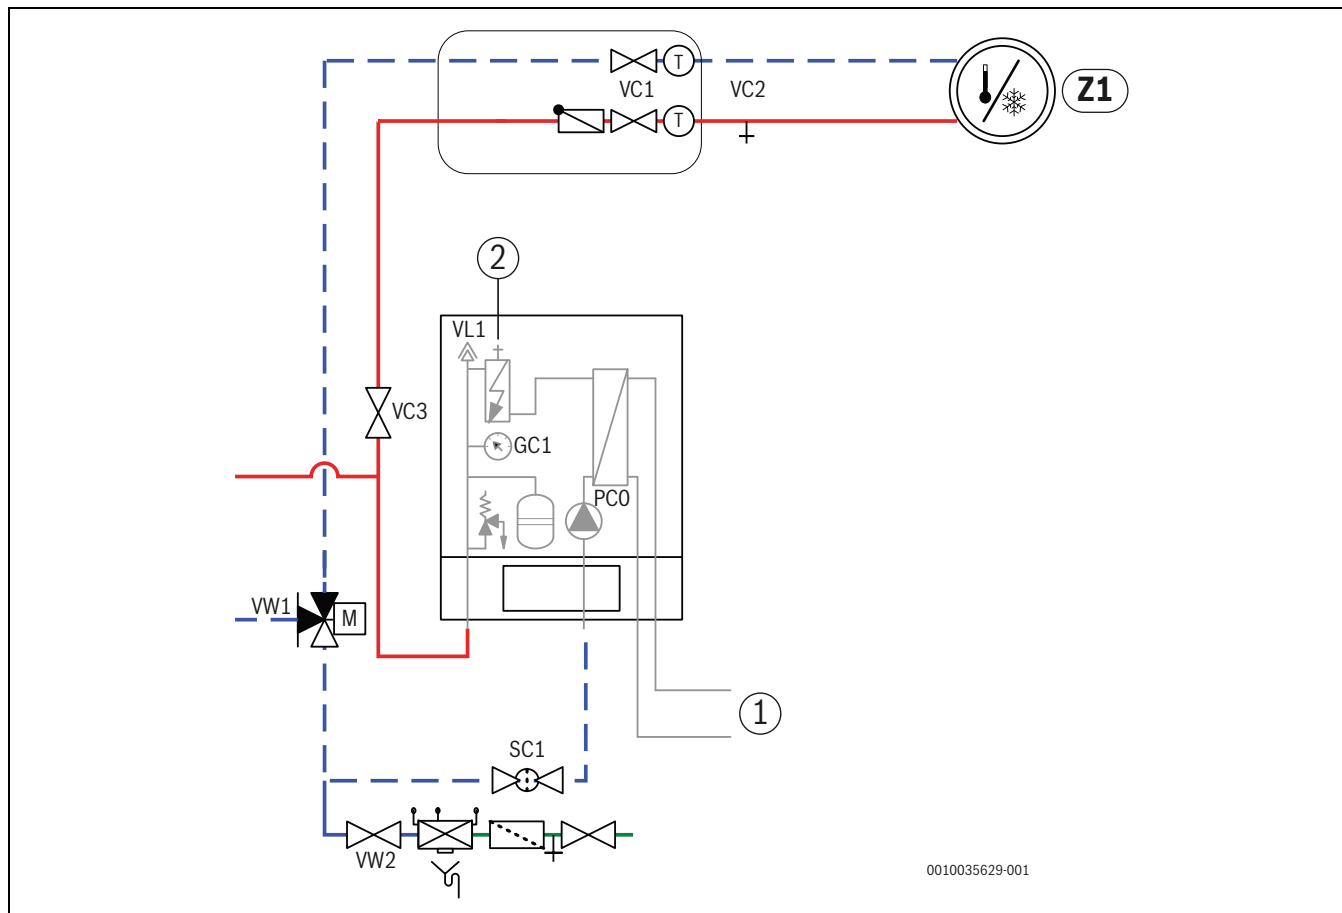 T
VC1
VC2
Z1
T
2
VL1
VC3
GC1
PC0
VW1
M
1
SC1
VW2
0010035629-001